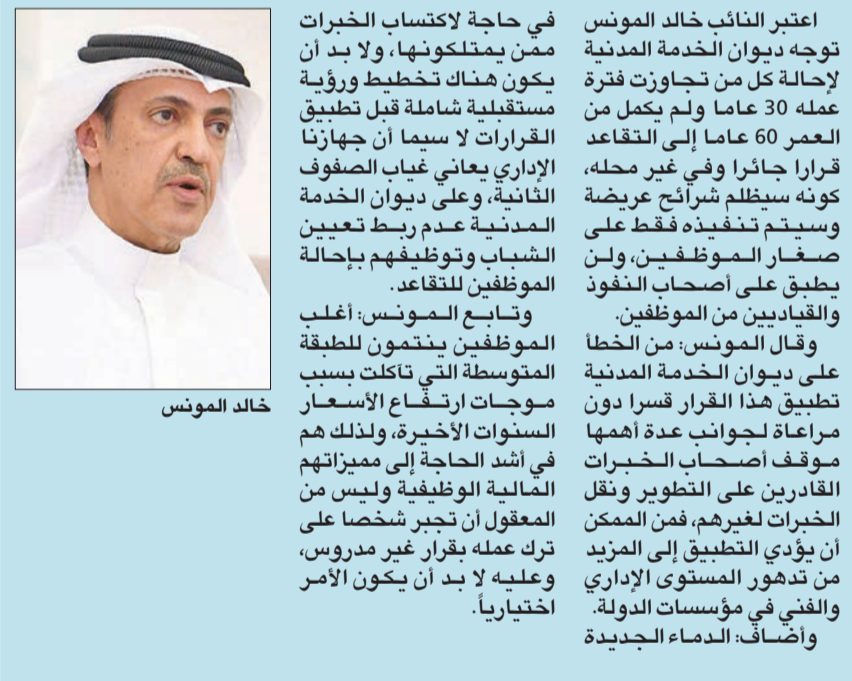 اعتبر النائب خالد المونس
توجه ديوان الخدمة المدنية
لإحالة كل من تجاوزت فترة
عمله 30 عاما ولم يكمل من
العمر 60 عاما إلى التقاعد
قرارا جائرا وفي غير محله،
كونه سيظلم شرائح عريضة
وسيتم تنفيذه فقط على
صغار الموظفين، ولن
يطبق على أصحاب النفوذ
والقياديين من الموظفين.
وقال المونس: من الخطأ
على ديوان الخدمة المدنية
تطبيق هذا القرار قسرا دون
مراعاة لجوانب عدة أهمها
موقف أصحاب الخبرات
القادرين على التطوير ونقل
الخبرات لغيرهم، فمن الممكن
أن يؤدي التطبيق إلى المزيد
من تدهور المستوى الإداري
والفني في مؤسسات الدولة.
وأضاف: الدماء الجديدة
في حاجة لاكتساب الخبرات
ممن يمتلكونها، ولا بد أن
يكون هناك تخطيط ورؤية
مستقبلية شاملة قبل تطبيق
القرارات لا سيما أن جهازنا
الإداري يعاني غياب الصفوف
الثانية، وعلى ديوان الخدمة
المدنية عدم ربط تعيين
الشباب وتوظيفهم بإحالة
الموظفين للتقاعد.
وتابع المونس: أغلب
الموظفين ينتمون للطبقة
المتوسطة التي تآكلت بسبب
موجات ارتفاع الأسعار
السنوات الأخيرة، ولذلك هم
في أشد الحاجة إلى مميزاتهم
المالية الوظيفية وليس من
المعقول أن تجبر شخصا على
ترك عمله بقرار غير مدروس،
وعليه لا بد أن يكون الأمر
اختيارياً.
خالد المونس